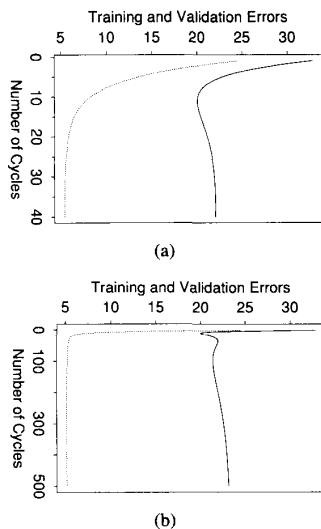 Training and Validation Errors
5 10 15 20 25 30
Number of Cycles
0
10
20
30
40
(a)
Training and Validation Errors
5 10 15 20 25 30
Number of Cycles
0
100
300
500
(b)